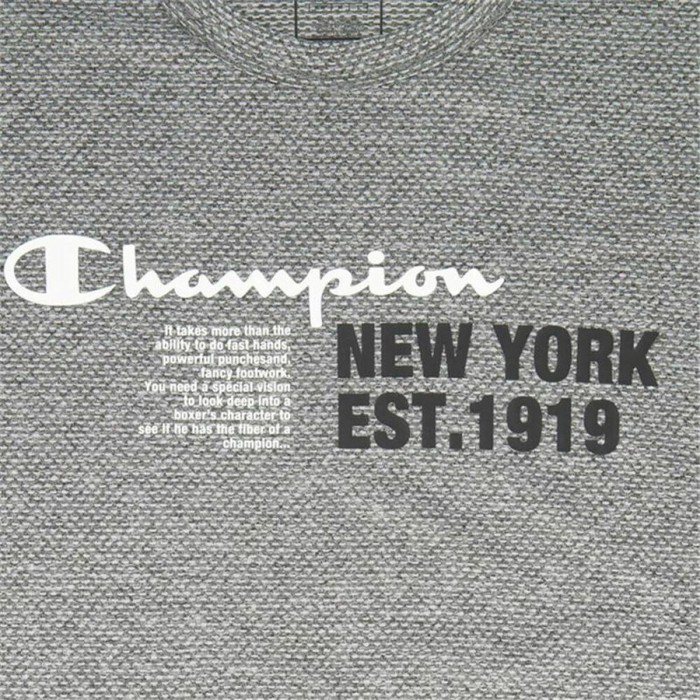 Champion
It takes more than the
ability to do fast hands,
powerful punchesand,
fancy footwork.
You need a special vision
to look deep into a
boxer's character to
see if he has the fiber of a
champion...
NEW YORK
EST.1919